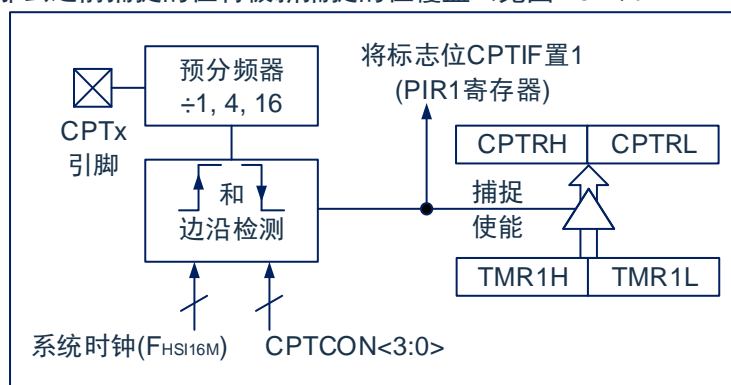 预分频器
÷1, 4, 16
CPTx
引脚
和
边沿检测
系统时钟(FHSI16M)
CPTCON<3:0>
将标志位CPTIF置1
(PIR1寄存器)
CPTRH
CPTRL
捕捉
使能
TMR1H
TMR1L